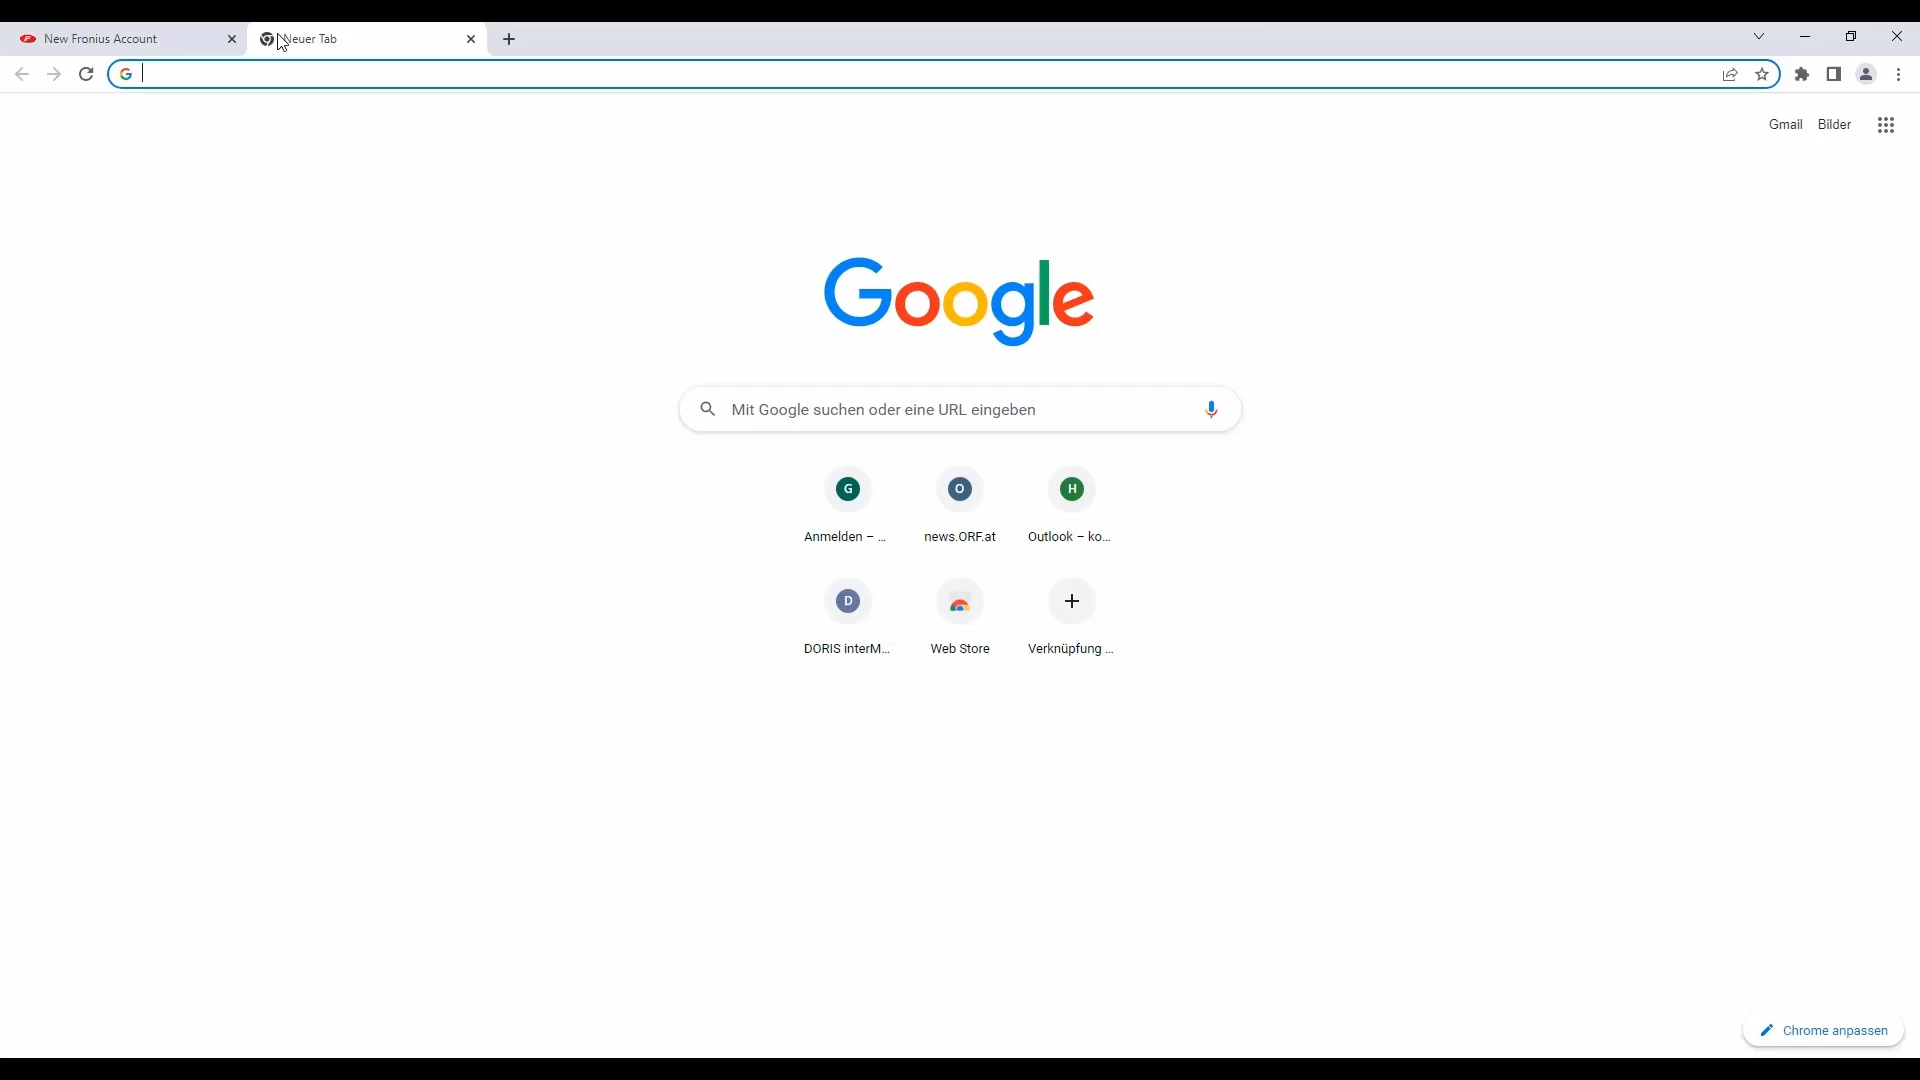 New Fronius Account
Neuer Tab
Gmail
Bilder
Google
Mit Google suchen oder eine URL eingeben
G
O
H
Anmelden – ...
news.ORF.at
Outlook – ko...
D
DORIS interM...
Web Store
Verknüpfung ...
Chrome anpassen